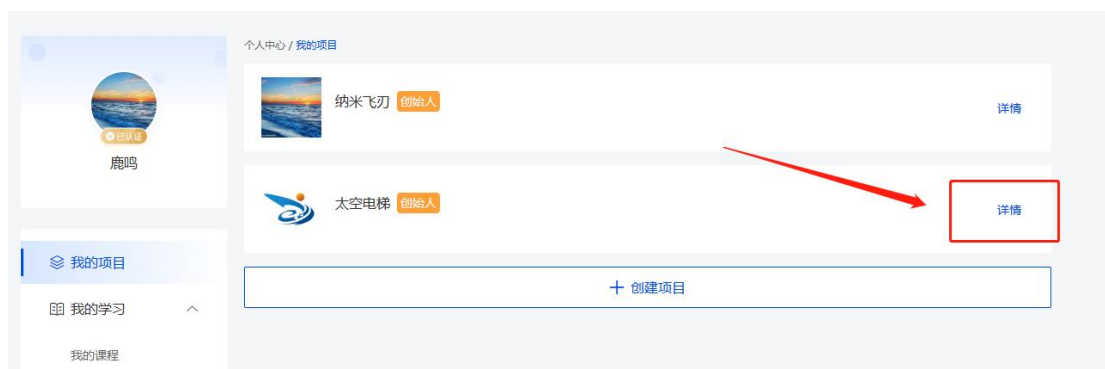 个人中心 / 我的项目
纳米飞刃 创始人
详情
已认证
鹿鸣
太空电梯 创始人
详情
我的项目
创建项目
我的学习
我的课程